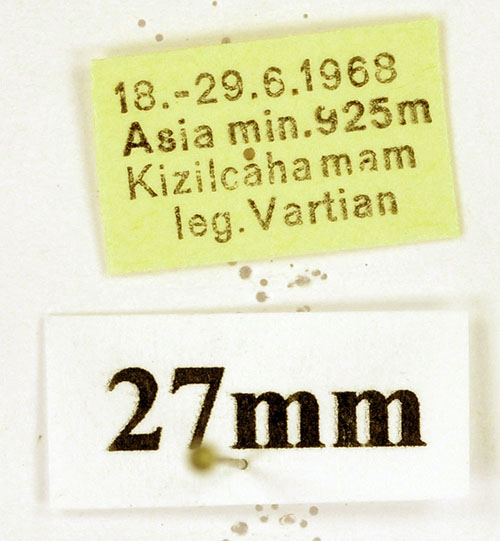 18.-29.6.1968
Asia min.925m
Kizilcahamam
leg. Vartian
27mm